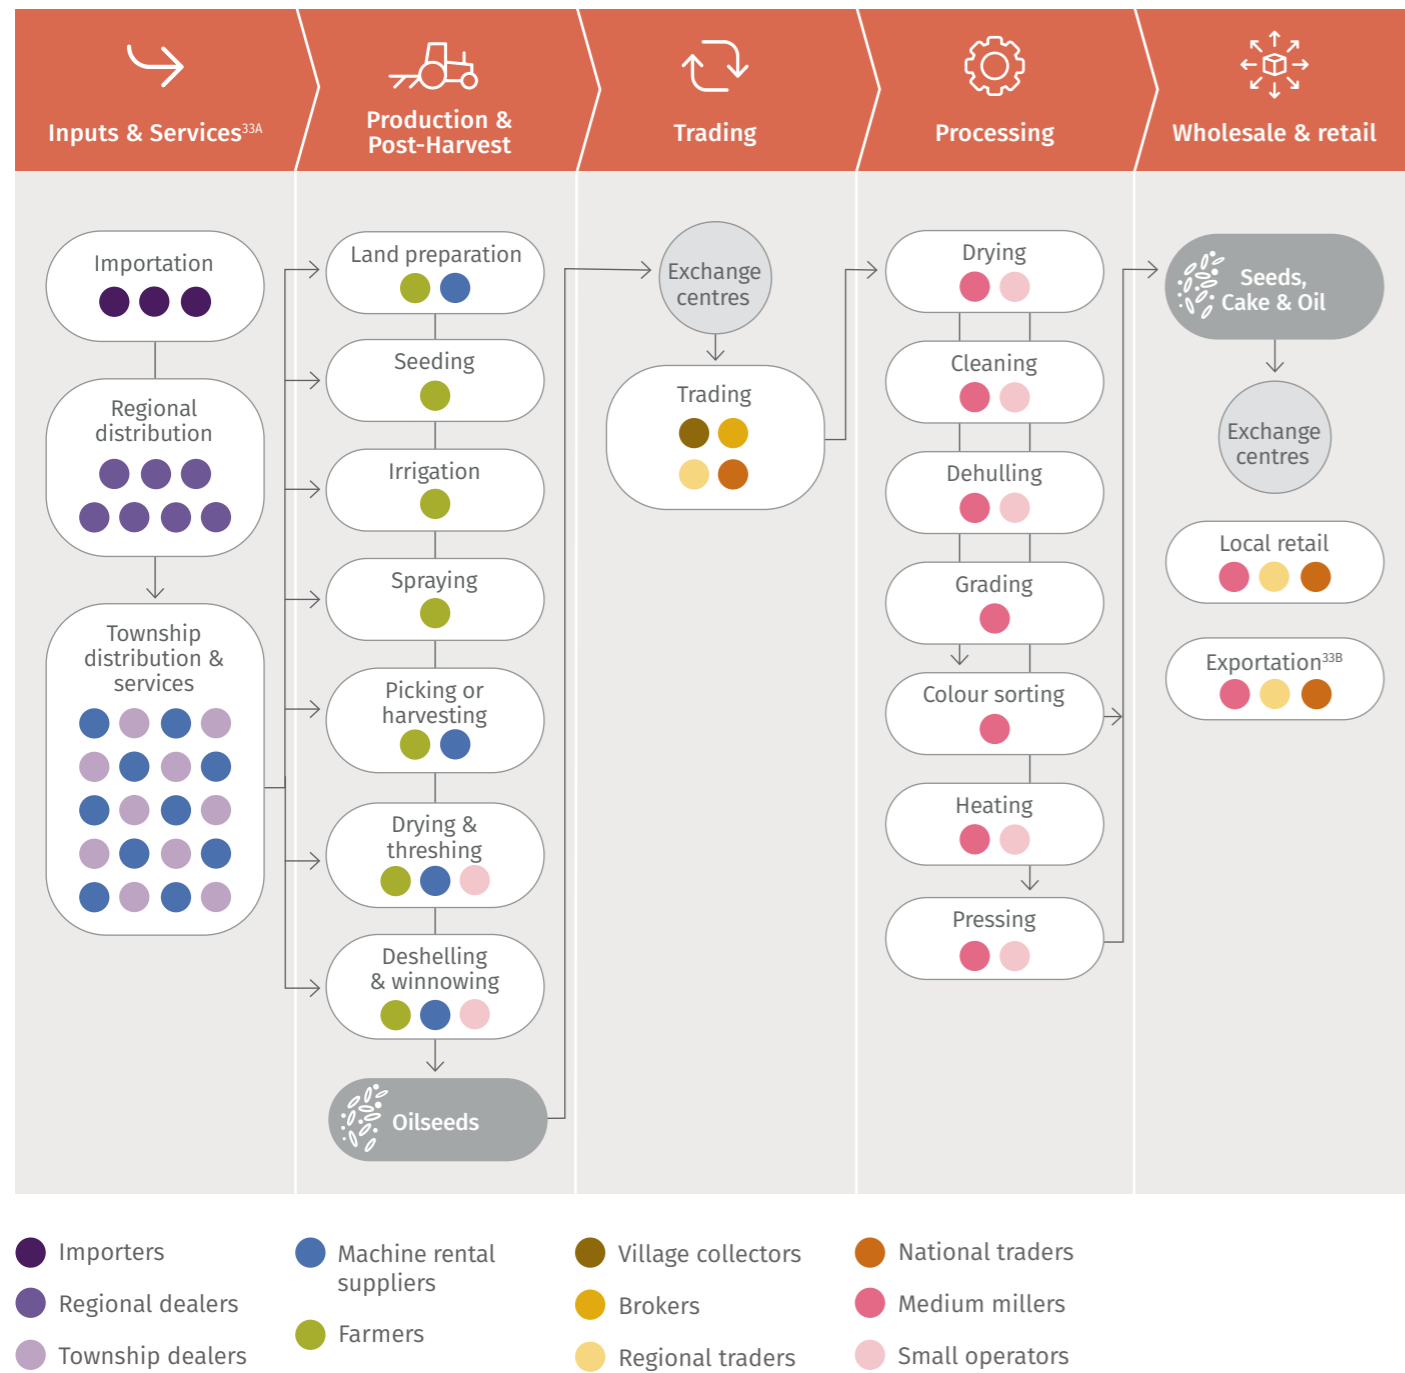 Inputs & Services33A
Production &
Post-Harvest
Trading
Processing
Wholesale & retail
Importation
Regional
distribution
Township
distribution &
services
Land preparation
Seeding
Irrigation
Spraying
Picking or
harvesting
Drying &
threshing
Deshelling
& winnowing
Oilseeds
Exchange
centres
Trading
Drying
Cleaning
Dehulling
Grading
Colour sorting
Heating
Pressing
Seeds,
Cake & Oil
Exchange
centres
Local retail
Exportation33B
Importers
Regional dealers
Township dealers
Machine rental
suppliers
Farmers
Village collectors
Brokers
Regional traders
National traders
Medium millers
Small operators